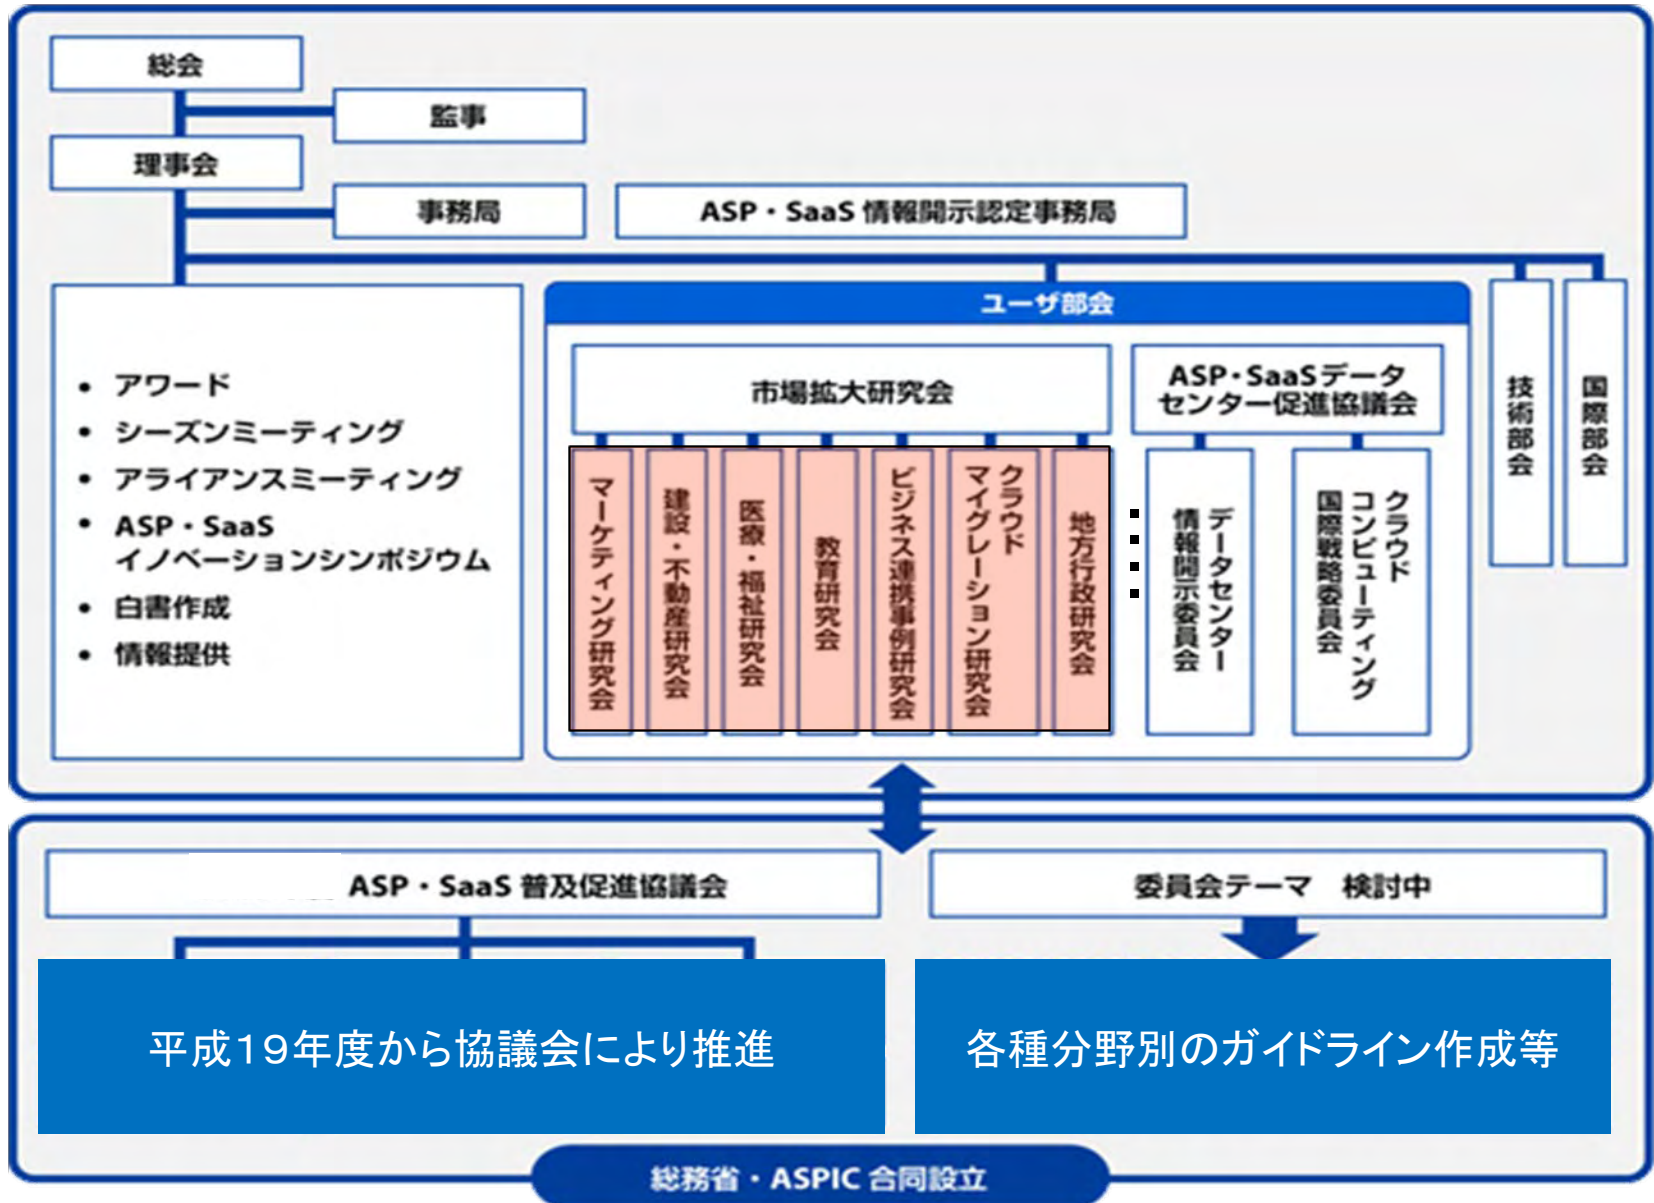 総会
監事
理事会
事務局
ASP・SaaS 情報開示認定事務局
• アワード
• シーズンミーティング
• アライアンスミーティング
• ASP・SaaS
イノベーションシンポジウム
• 白書作成
• 情報提供
ユーザ部会
市場拡大研究会
マーケティング研究会
建設・不動産研究会
医療・福祉研究会
教育研究会
ビジネス連携事例研究会
クラウド
マイグレーション研究会
地方行政研究会
ASP・SaaSデータ
センター促進協議会
データセンター
情報開示委員会
クラウド
コンピューティング
国際戦略委員会
技術部会
国際部会
ASP・SaaS 普及促進協議会
委員会テーマ 検討中
平成19年度から協議会により推進
各種分野別のガイドライン作成等
総務省・ASPIC 合同設立